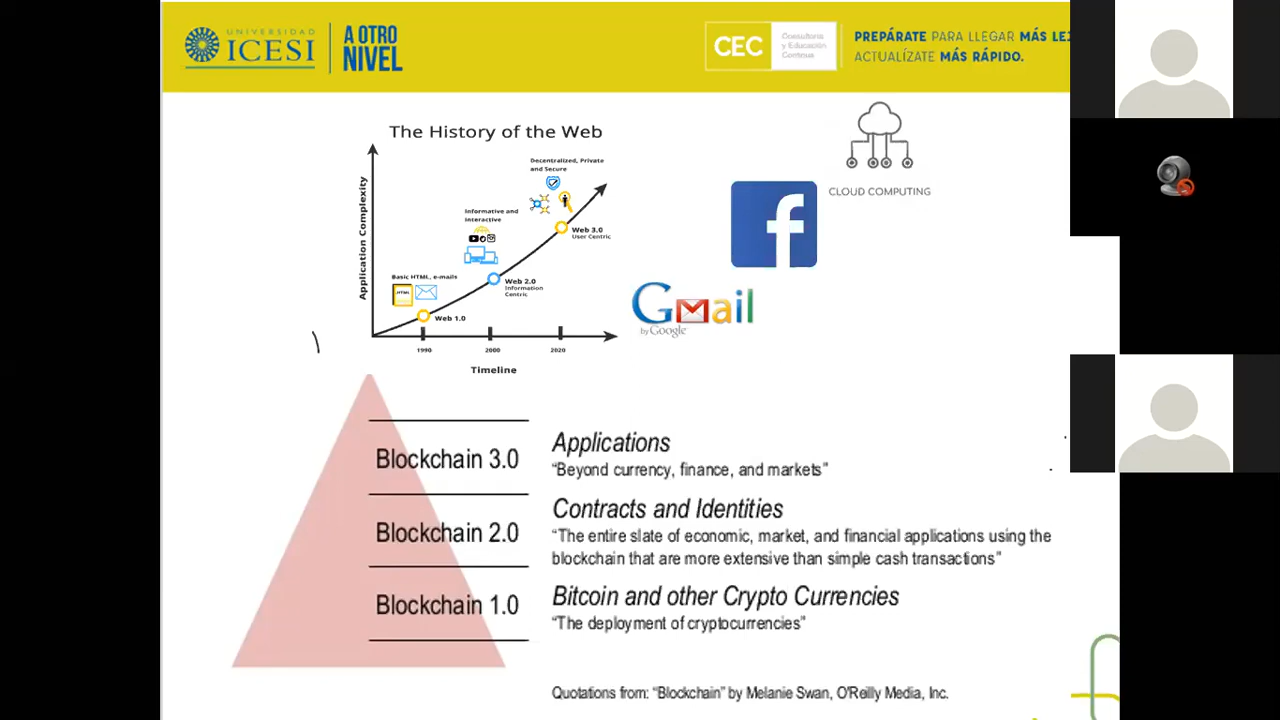 UNIVERSIDAD
ICESI
A OTRO
NIVEL
CEC
Consultoría
y Educación
Continua
PREPÁRATE PARA LLEGAR MÁS LE
ACTUALÍZATE MÁS RÁPIDO.
The History of the Web
Application Complexity
Decentralized, Private
and Secure
Informative and
Interactive
Web 3.0
User Centric
Basic HTML, e-mails
HTML
Web 2.0
Information
Centric
Web 1.0
1990
2000
2020
Timeline
CLOUD COMPUTING
f
Gmail
by Google
Blockchain 3.0
Applications
“Beyond currency, finance, and markets”
Blockchain 2.0
Contracts and Identities
“The entire slate of economic, market, and financial applications using the
blockchain that are more extensive than simple cash transactions”
Blockchain 1.0
Bitcoin and other Crypto Currencies
“The deployment of cryptocurrencies”
Quotations from: “Blockchain” by Melanie Swan, O'Reilly Media, Inc.